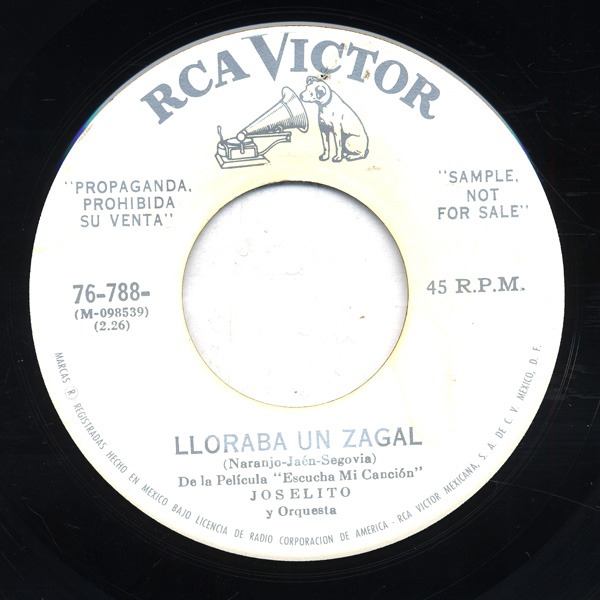 RCA VICTOR
"PROPAGANDA,
PROHIBIDA
SU VENTA"
"SAMPLE,
NOT
FOR SALE"
76-788-
(M-098539)
(2.26)
45 R.P.M.
LLORABA UN ZAGAL
(Naranjo-Jaén-Segovia)
De la Película "Escucha Mi Canción"
JOSELITO
y Orquesta
MARCAS ® REGISTRADAS HECHO EN MEXICO BAJO LICENCIA DE RADIO CORPORACION DE AMERICA - RCA VICTOR MEXICANA, S. A. DE C. V. MEXICO, D. F.